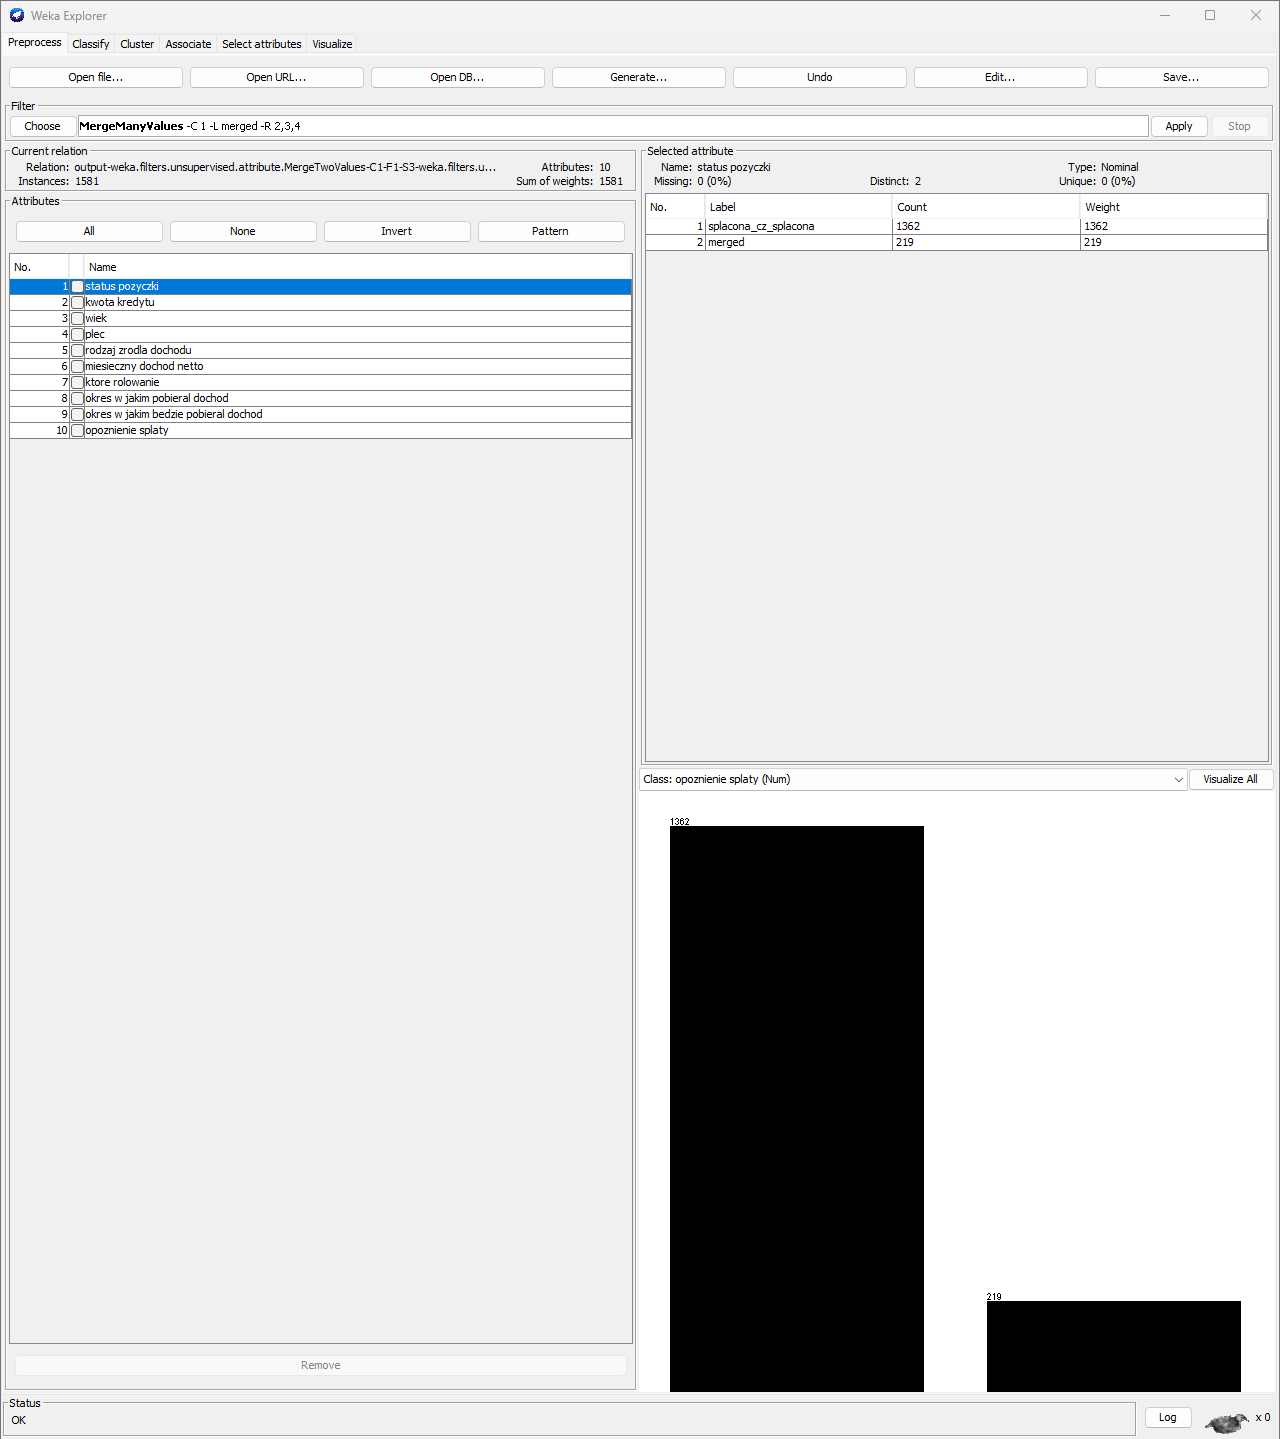 Weka Explorer
Preprocess Classify Cluster Associate Select attributes Visualize
Open file... Open URL... Open DB... Generate... Undo Edit... Save...
Filter
Choose MergeManyValues -C 1 -L merged -R 2,3,4 Apply Stop
Current relation
Relation: output-weka.filters.unsupervised.attribute.MergeTwoValues-C1-F1-S3-weka.filters.u... Attributes: 10
Instances: 1581 Sum of weights: 1581
Attributes
All None Invert Pattern
No. Name
1 status pozyczki
2 kwota kredytu
3 wiek
4 plec
5 rodzaj zrodla dochodu
6 miesieczny dochod netto
7 ktore rolowanie
8 okres w jakim pobieral dochod
9 okres w jakim bedzie pobieral dochod
10 opoznienie splaty
Remove
Selected attribute
Name: status pozyczki Type: Nominal
Missing: 0 (0%) Distinct: 2 Unique: 0 (0%)
No. Label Count Weight
1 splacona_cz_splacona 1362 1362
2 merged 219 219
Class: opoznienie splaty (Num) Visualize All
1362
219
Status
OK
Log x 0